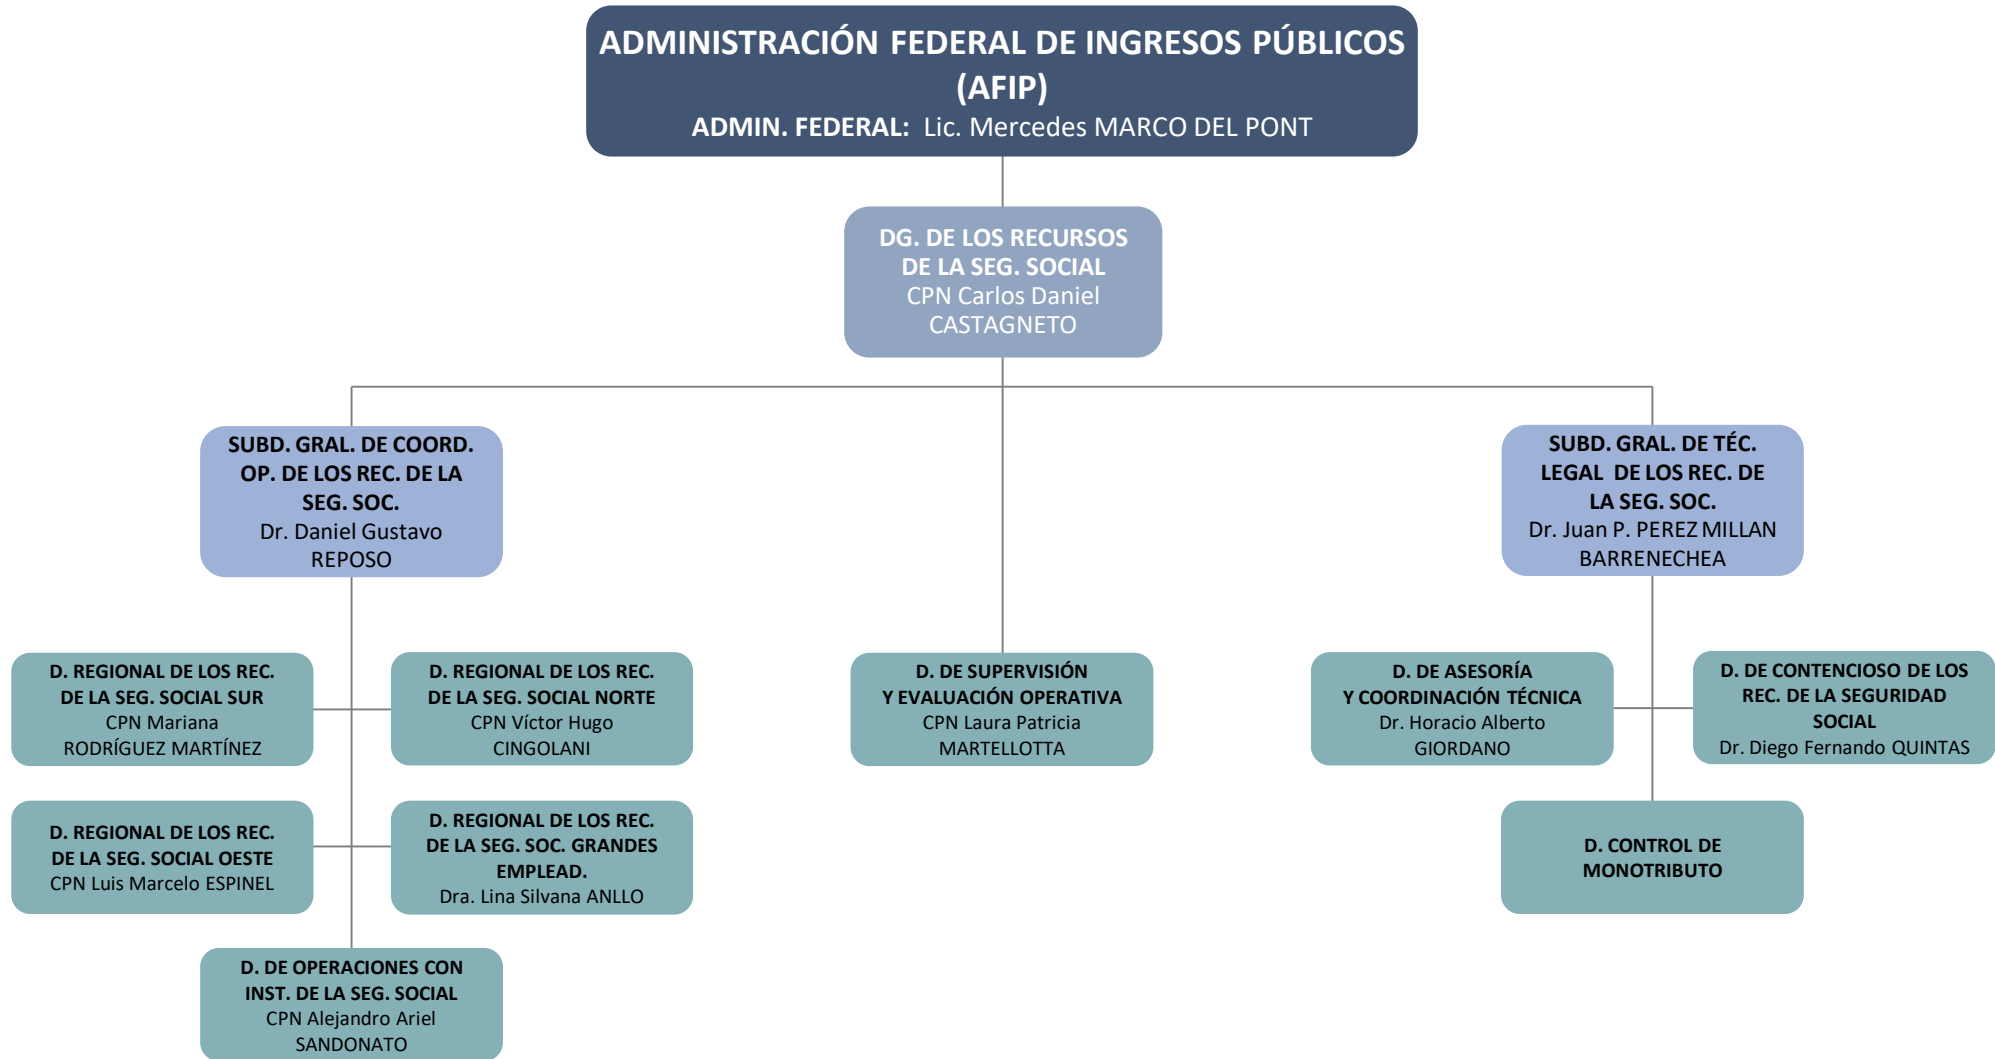 ADMINISTRACIÓN FEDERAL DE INGRESOS PÚBLICOS
(AFIP)
ADMIN. FEDERAL: Lic. Mercedes MARCO DEL PONT
DG. DE LOS RECURSOS
DE LA SEG. SOCIAL
CPN Carlos Daniel
CASTAGNETO
SUBD. GRAL. DE COORD.
OP. DE LOS REC. DE LA
SEG. SOC.
Dr. Daniel Gustavo
REPOSO
SUBD. GRAL. DE TÉC.
LEGAL DE LOS REC. DE
LA SEG. SOC.
Dr. Juan P. PEREZ MILLAN
BARRENECHEA
D. REGIONAL DE LOS REC.
DE LA SEG. SOCIAL SUR
CPN Mariana
RODRÍGUEZ MARTÍNEZ
D. REGIONAL DE LOS REC.
DE LA SEG. SOCIAL NORTE
CPN Víctor Hugo
CINGOLANI
D. DE SUPERVISIÓN
Y EVALUACIÓN OPERATIVA
CPN Laura Patricia
MARTELLOTTA
D. DE ASESORÍA
Y COORDINACIÓN TÉCNICA
Dr. Horacio Alberto
GIORDANO
D. DE CONTENCIOSO DE LOS
REC. DE LA SEGURIDAD
SOCIAL
Dr. Diego Fernando QUINTAS
D. REGIONAL DE LOS REC.
DE LA SEG. SOCIAL OESTE
CPN Luis Marcelo ESPINEL
D. REGIONAL DE LOS REC.
DE LA SEG. SOC. GRANDES
EMPLEAD.
Dra. Lina Silvana ANLLO
D. CONTROL DE
MONOTRIBUTO
D. DE OPERACIONES CON
INST. DE LA SEG. SOCIAL
CPN Alejandro Ariel
SANDONATO